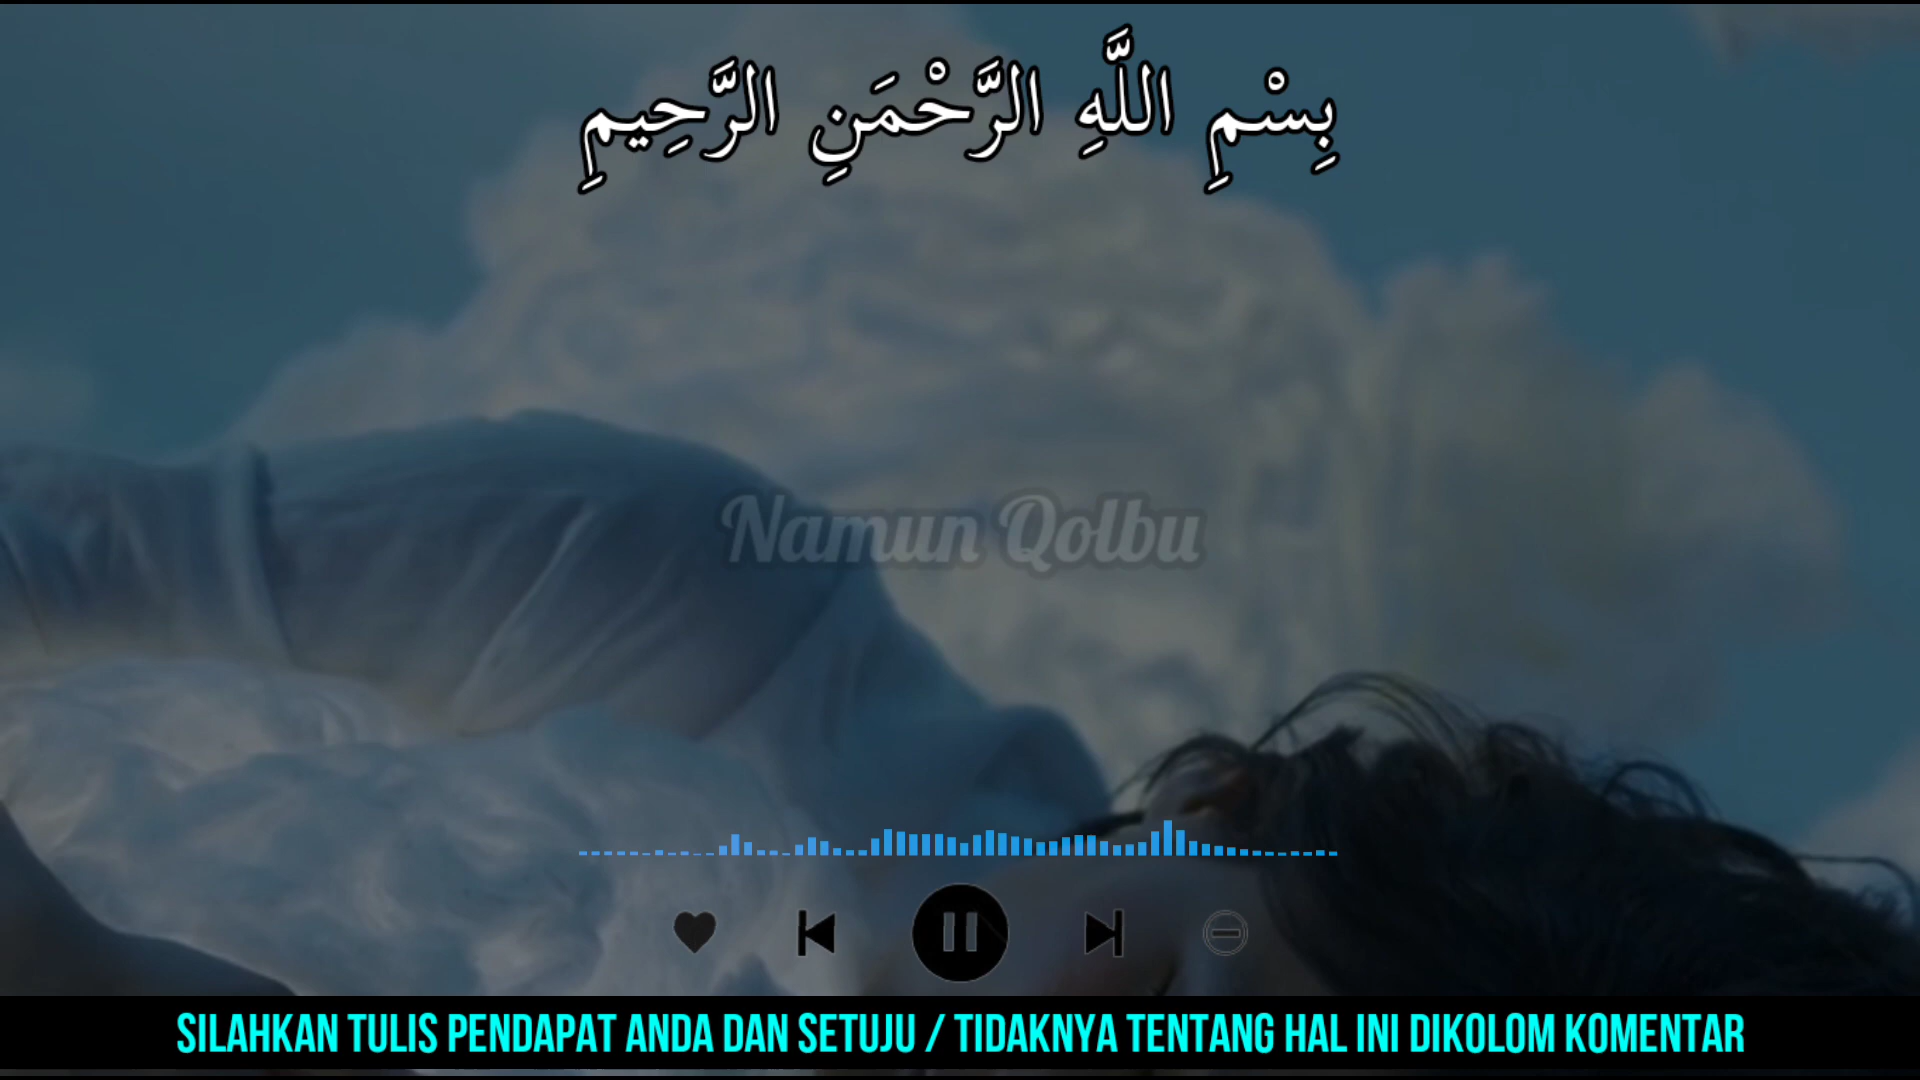 بِسْمِ اللَّهِ الرَّحْمَنِ الرَّحِيمِ
Namun Qolbu
SILAHKAN TULIS PENDAPAT ANDA DAN SETUJU / TIDAKNYA TENTANG HAL INI DIKOLOM KOMENTAR